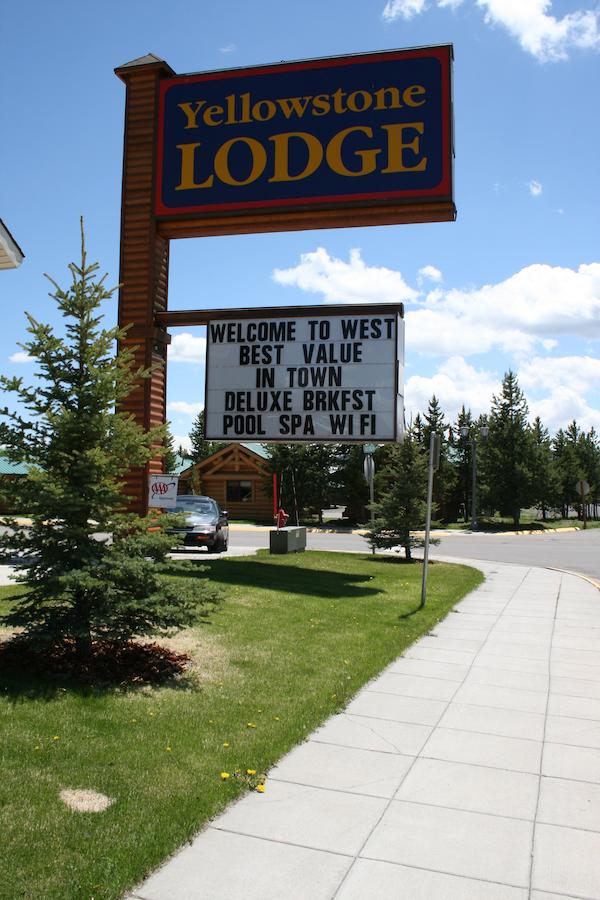 Yellowstone
LODGE
WELCOME TO WEST
BEST VALUE
IN TOWN
DELUXE BRKFST
POOL SPA WI FI
AAA